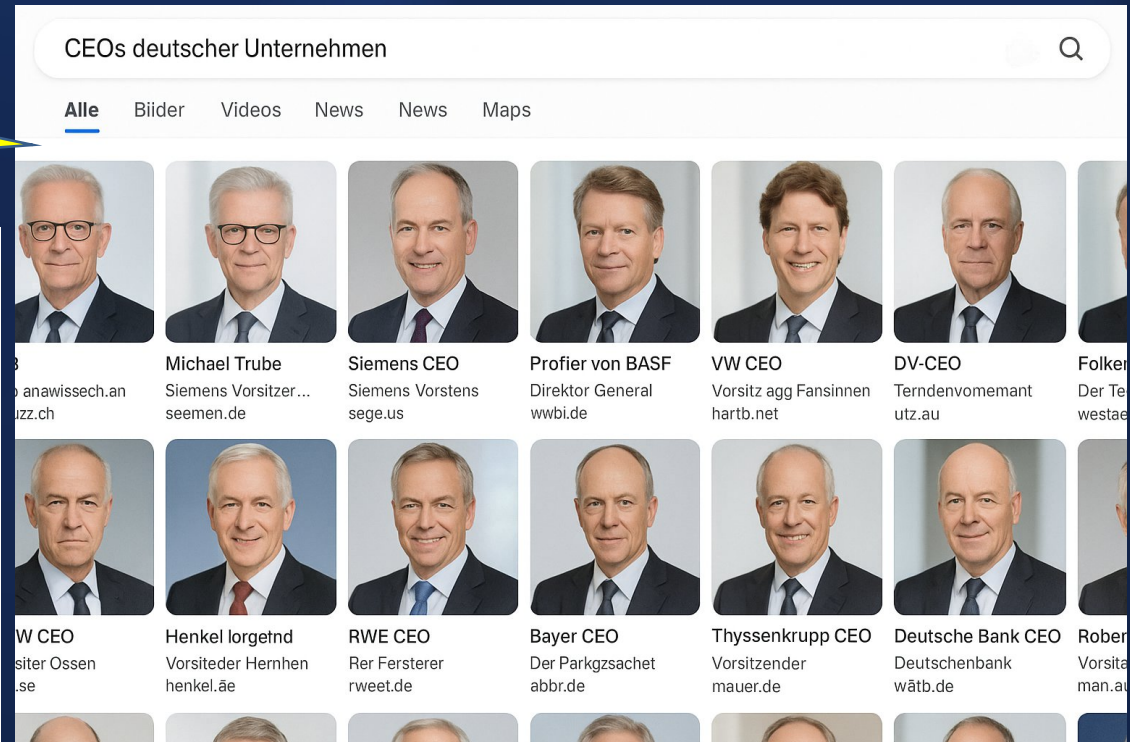 CEOs deutscher Unternehmen
Alle Biider Videos News News Maps
Michael Trube Siemens CEO Profier von BASF VW CEO DV-CEO Folker
anawissech.an Siemens Vorsitzer... Siemens Vorstens Direktor General Vorsitz agg Fansinnen Terndenvomemant Der Te
uzz.ch seemen.de sege.us wwbi.de hartb.net utz.au westae
W CEO Henkel lorgetnd RWE CEO Bayer CEO Thyssenkrupp CEO Deutsche Bank CEO Rober
siter Ossen Vorsiteder Hernhen Rer Fersterer Der Parkgzsachet Vorsitzender Deutschenbank Vorsita
.se henkel.āe rweet.de abbr.de mauer.de wātb.de man.au